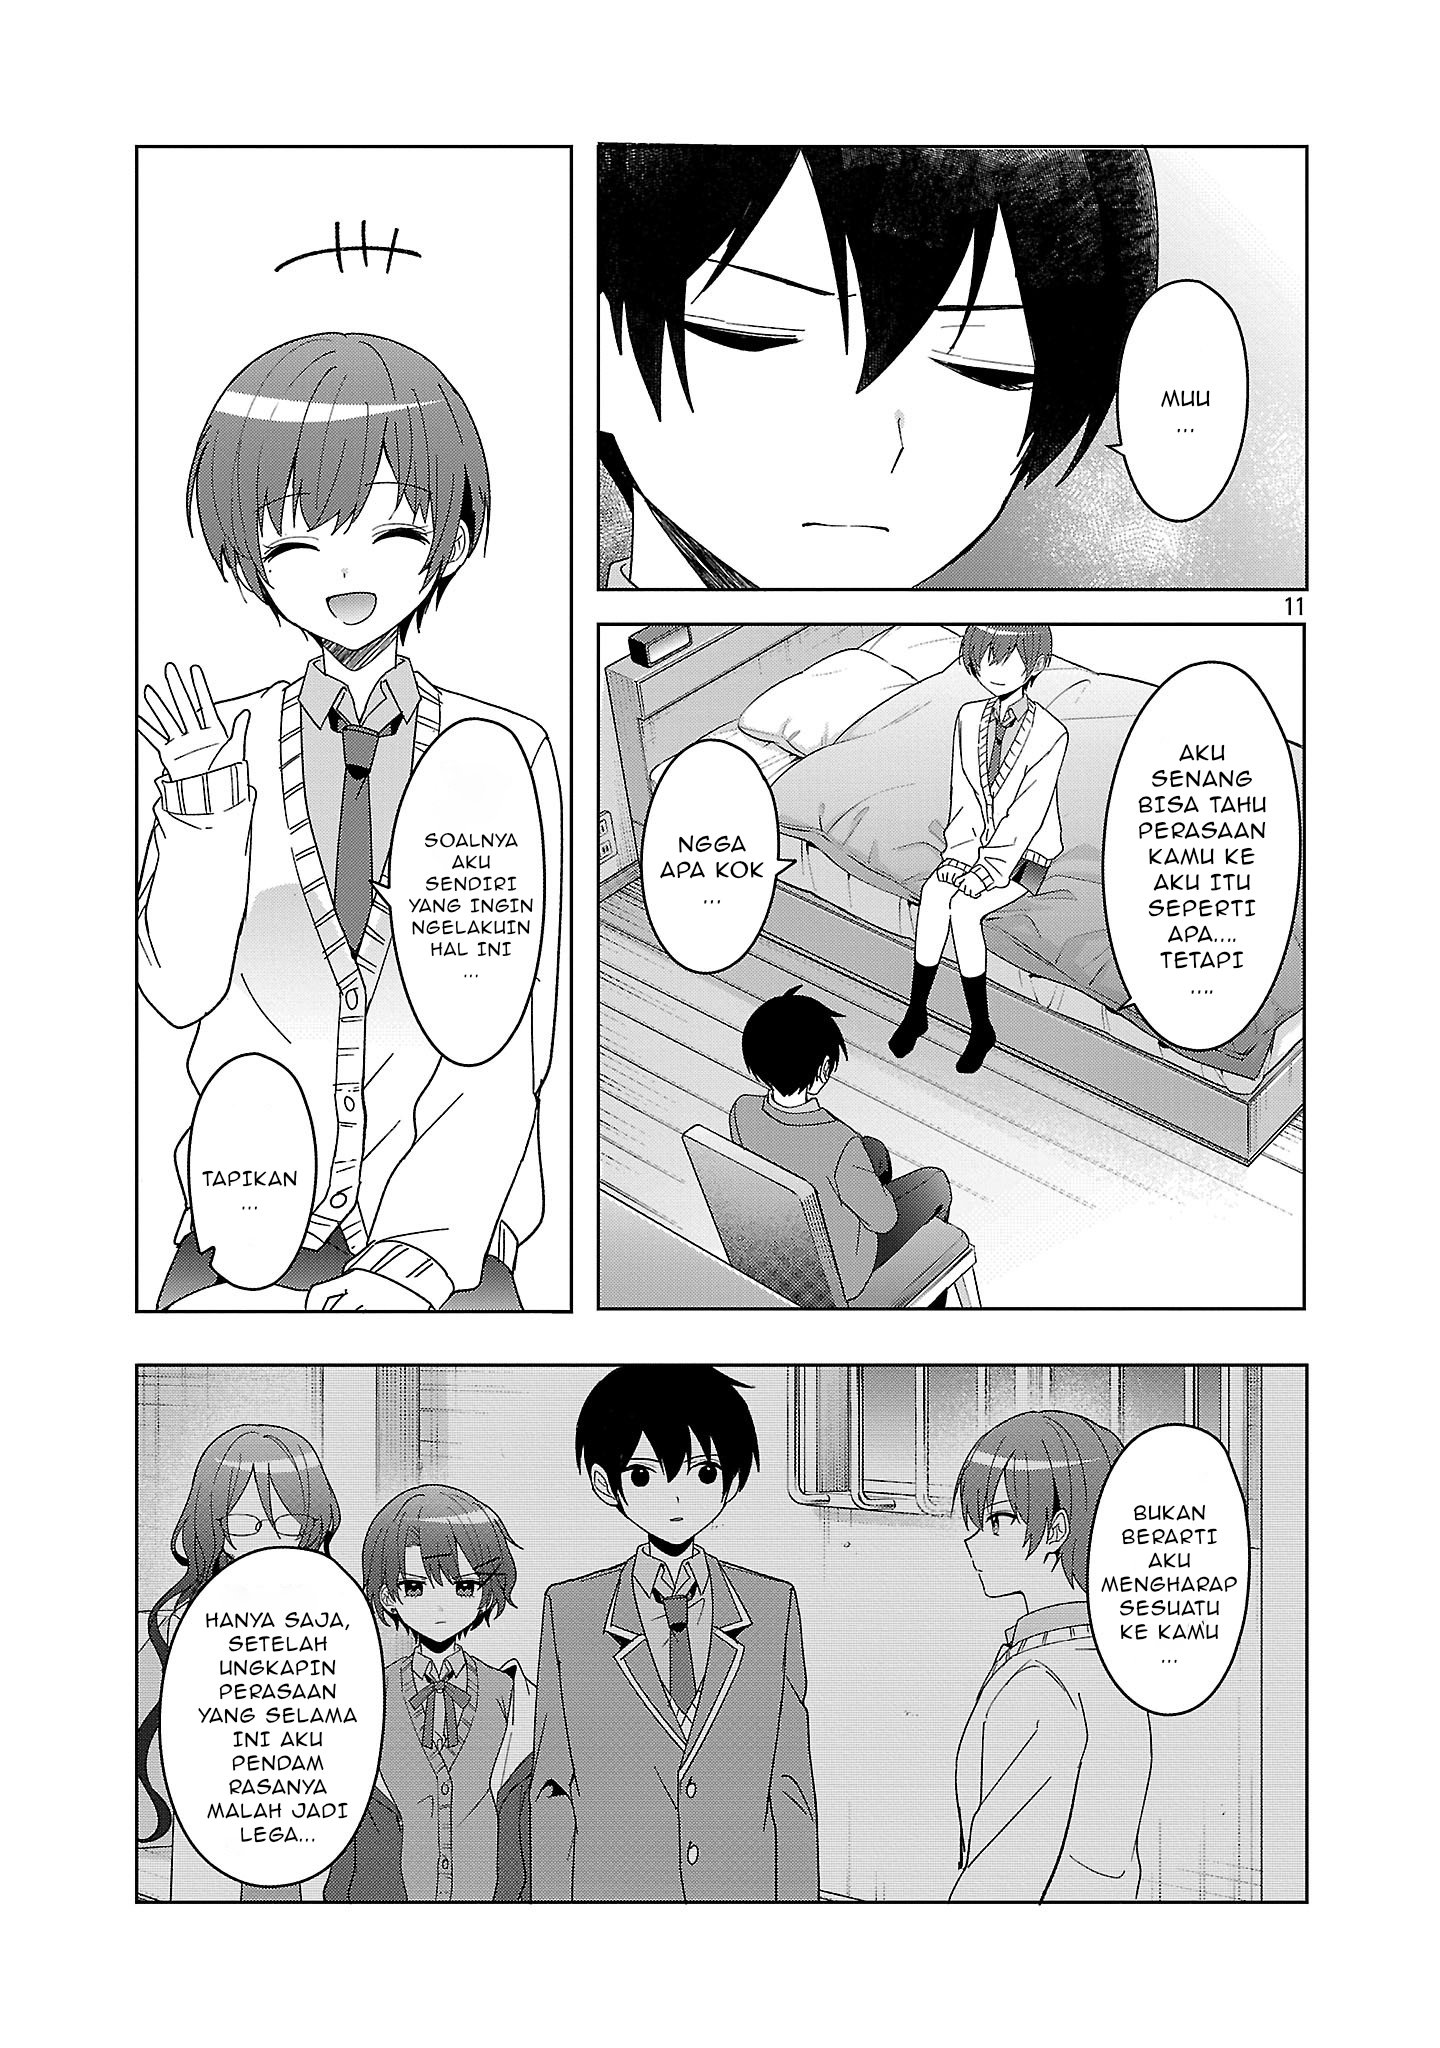 MUU
...
11
AKU
SENANG
BISA TAHU
PERASAAN
KAMU KE
AKU ITU
SEPERTI
APA....
TETAPI
....
NGGA
APA KOK
...
SOALNYA
AKU
SENDIRI
YANG INGIN
NGELAKUIN
HAL INI
...
TAPIKAN
...
BUKAN
BERARTI
AKU
MENGHARAP
SESUATU
KE KAMU
...
HANYA SAJA,
SETELAH
UNGKAPIN
PERASAAN
YANG SELAMA
INI AKU
PENDAM
RASANYA
MALAH JADI
LEGA...